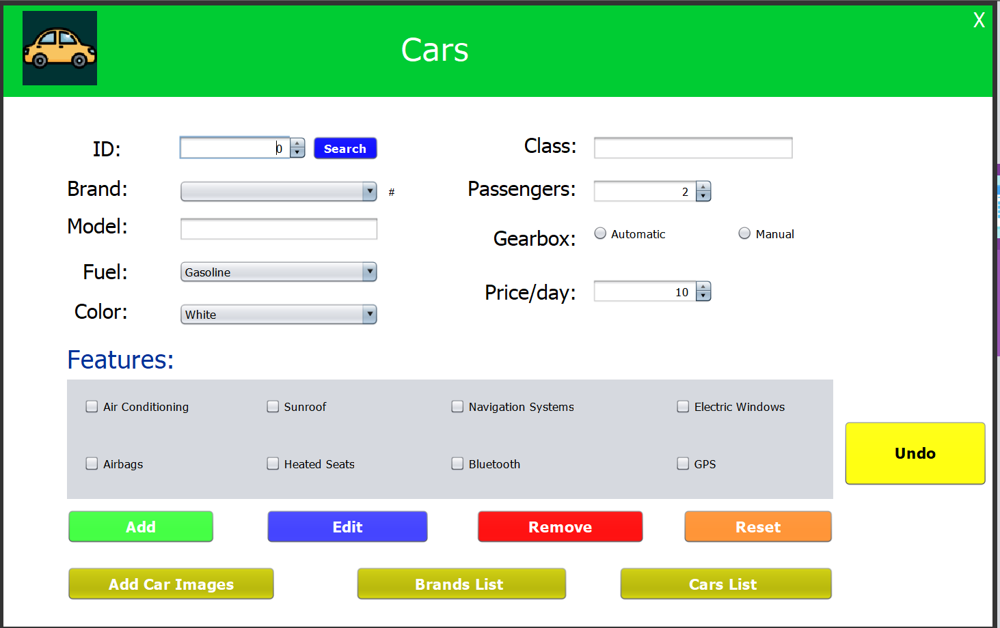 X
Cars
ID: 0 Search
Class:
Brand: #
Passengers: 2
Model:
Gearbox: Automatic Manual
Fuel: Gasoline
Price/day: 10
Color: White
Features:
Air Conditioning Sunroof Navigation Systems Electric Windows
Airbags Heated Seats Bluetooth GPS
Undo
Add Edit Remove Reset
Add Car Images Brands List Cars List